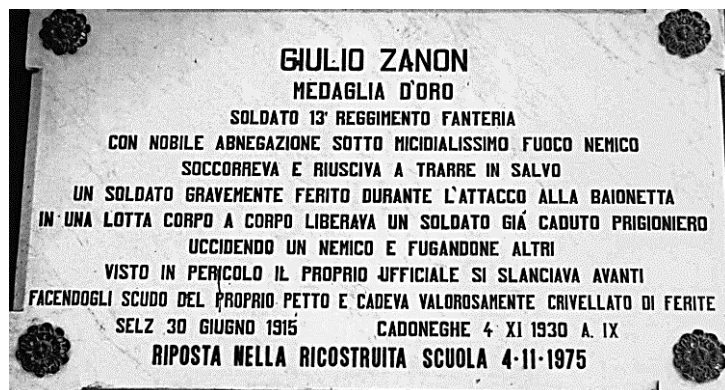 GIULIO ZANON
MEDAGLIA D'ORO
SOLDATO 13° REGGIMENTO FANTERIA
CON NOBILE ABNEGAZIONE SOTTO MICIDIALISSIMO FUOCO NEMICO
SOCCORREVA E RIUSCIVA A TRARRE IN SALVO
UN SOLDATO GRAVEMENTE FERITO DURANTE L'ATTACCO ALLA BAIONETTA
IN UNA LOTTA CORPO A CORPO LIBERAVA UN SOLDATO GIÁ CADUTO PRIGIONIERO
UCCIDENDO UN NEMICO E FUGANDONE ALTRI
VISTO IN PERICOLO IL PROPRIO UFFICIALE SI SLANCIAVA AVANTI
FACENDOGLI SCUDO DEL PROPRIO PETTO E CADEVA VALOROSAMENTE CRIVELLATO DI FERITE
SELZ 30 GIUGNO 1915 CADONEGHE 4 XI 1930 A. IX
RIPOSTA NELLA RICOSTRUITA SCUOLA 4-11-1975